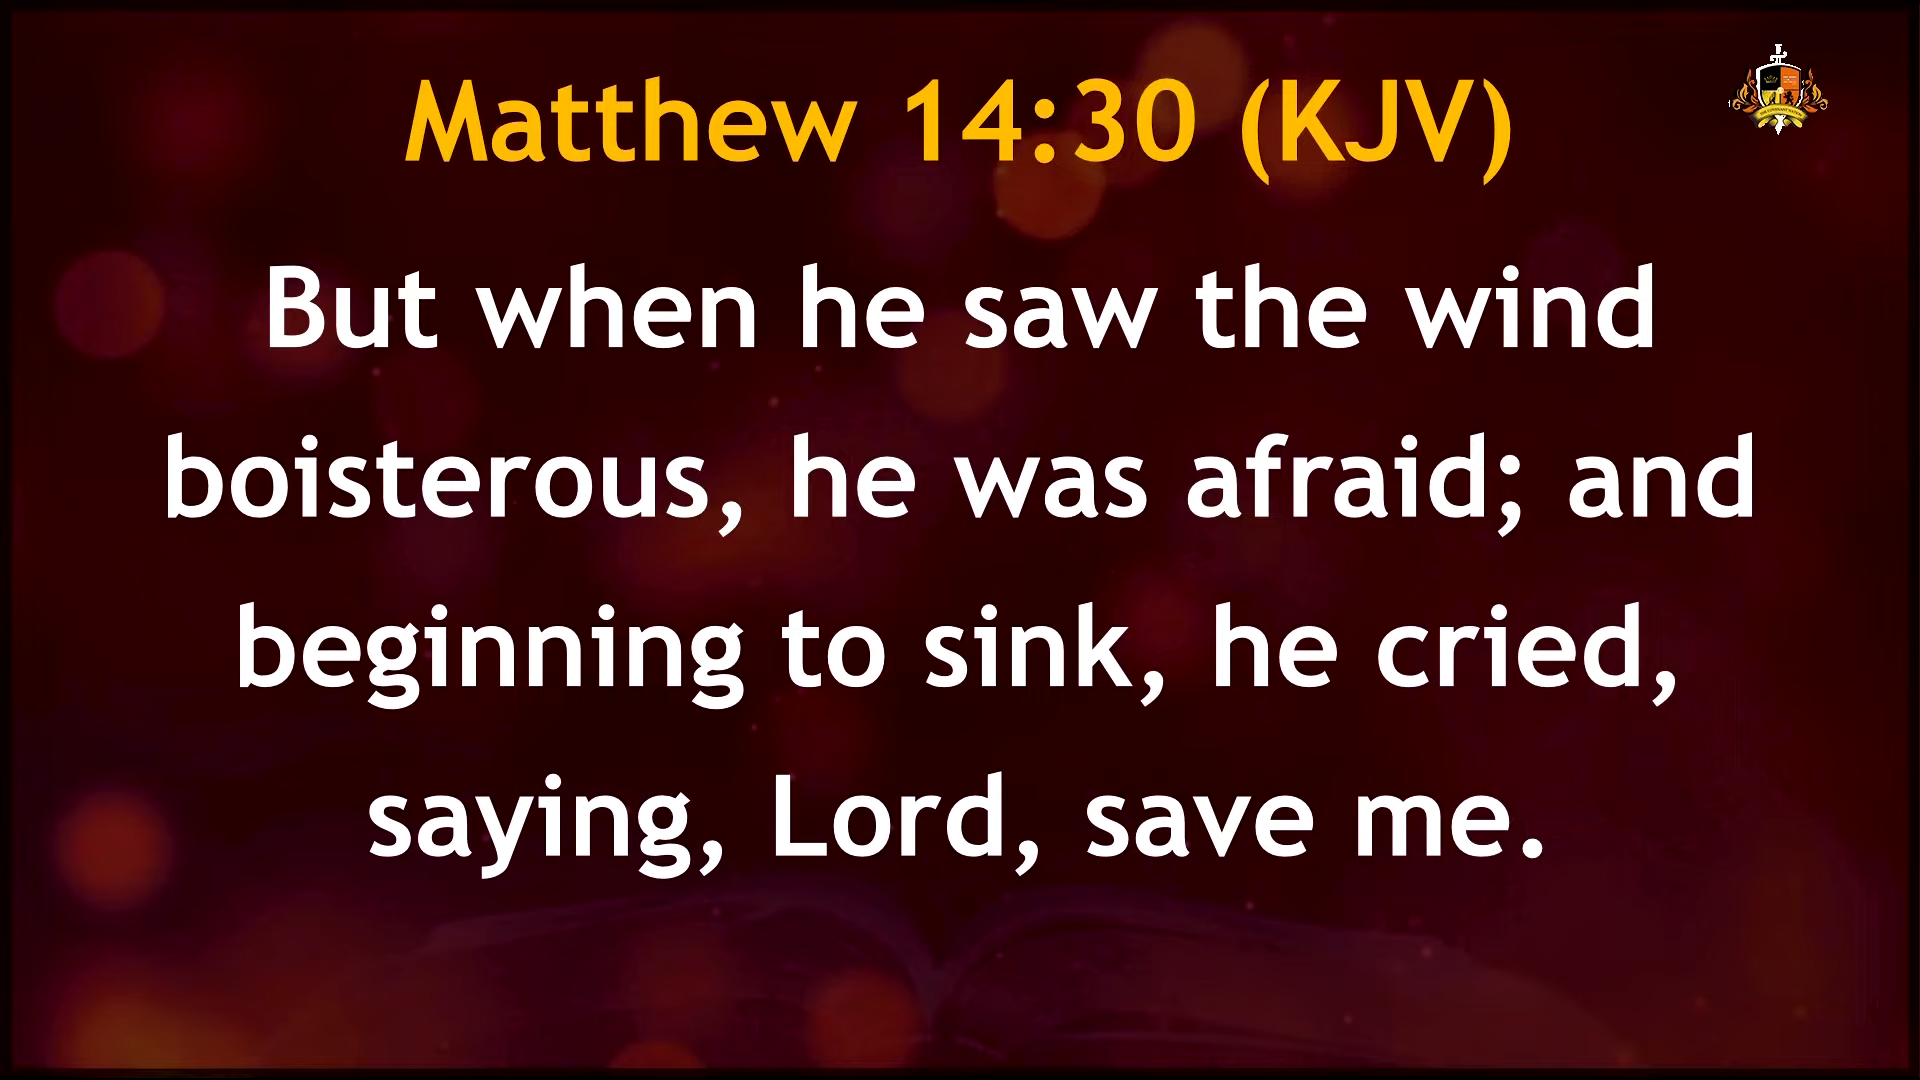 Matthew 14:30 (KJV)
But when he saw the wind
boisterous, he was afraid; and
beginning to sink, he cried,
saying, Lord, save me.